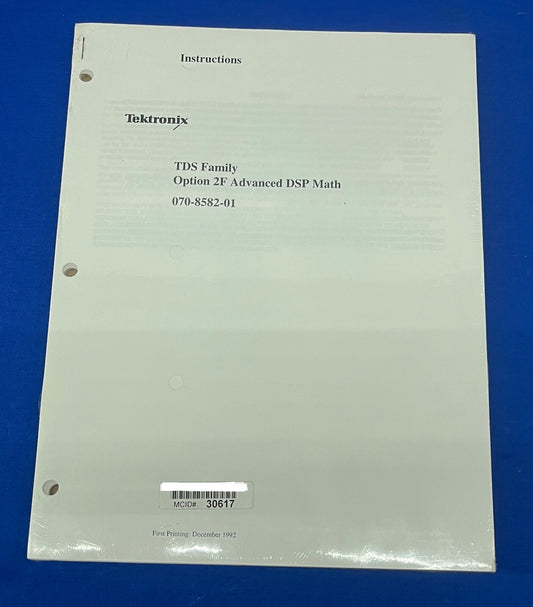 Instructions
Tektronix
TDS Family
Option 2F Advanced DSP Math
070-8582-01
MCID# 30617
First Printing: December 1992